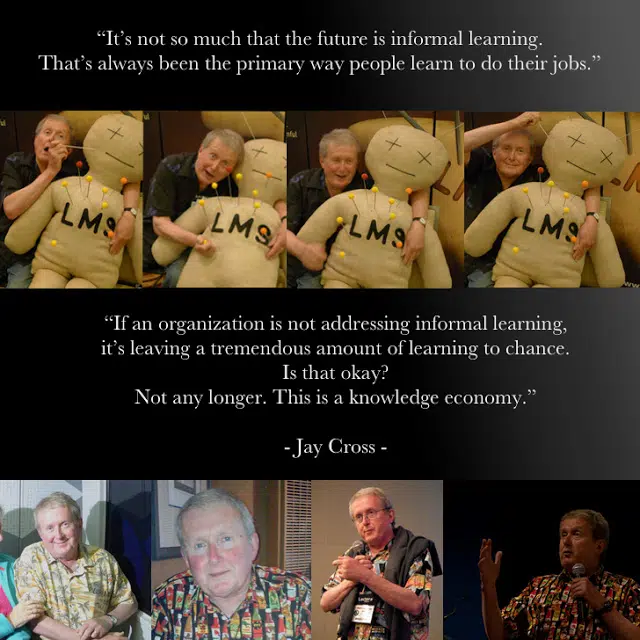 “It’s not so much that the future is informal learning.
That’s always been the primary way people learn to do their jobs.”
LMS
LMS
LMS
LMS
“If an organization is not addressing informal learning,
it’s leaving a tremendous amount of learning to chance.
Is that okay?
Not any longer. This is a knowledge economy.”
- Jay Cross -